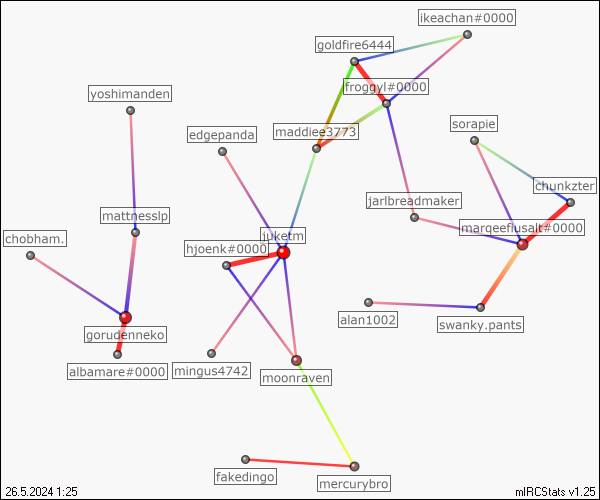 ikeachan#0000
goldfire6444
froggyl#0000
yoshimanden
sorapie
maddiee3773
edgepanda
chunkzter
jarlbreadmaker
mattnesslp
margeeflusalt#0000
juketm
chobham.
hjoenk#0000
alan1002
swanky.pants
gorudenneko
albamare#0000
mingus4742
moonraven
fakedingo
mercurybro
26.5.2024 1:25
mIRCStats v1.25